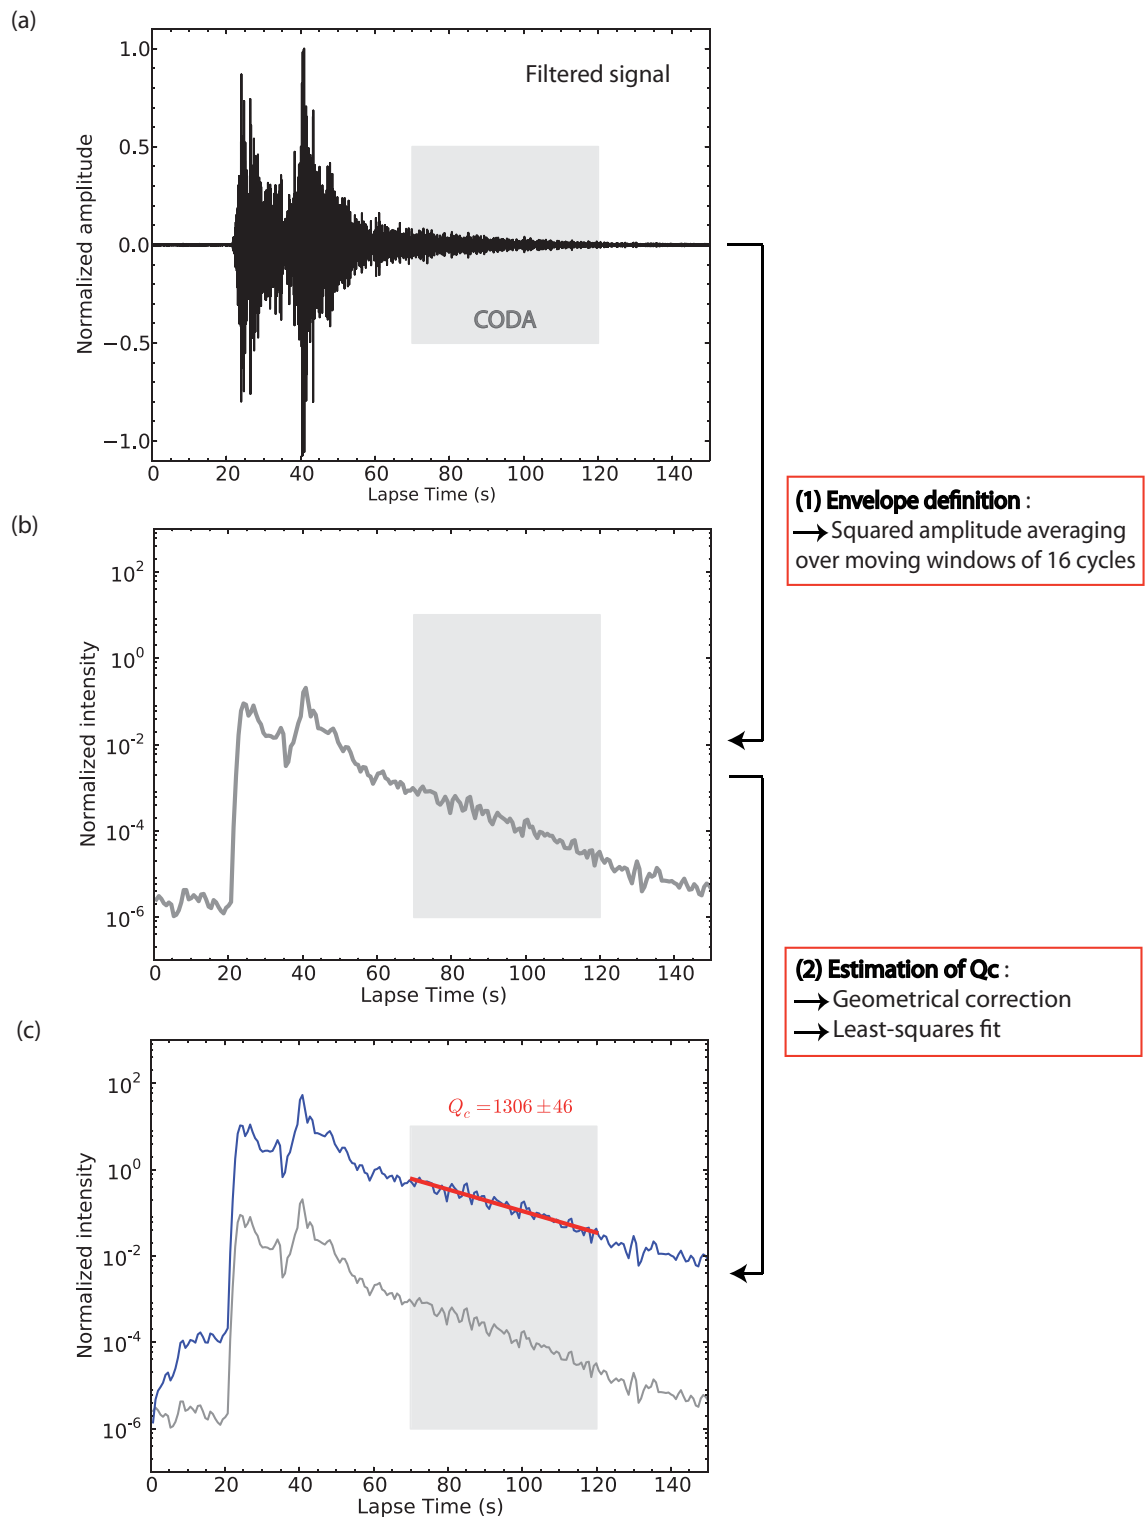 (a)
Filtered signal
1.0
0.5
0.0
−0.5
−1.0
Normalized amplitude
CODA
0 20 40 60 80 100 120 140
Lapse Time (s)
(1) Envelope definition :
Squared amplitude averaging
over moving windows of 16 cycles
(b)
10^2
10^0
10^-2
10^-4
10^-6
Normalized intensity
0 20 40 60 80 100 120 140
Lapse Time (s)
(2) Estimation of Qc :
Geometrical correction
Least-squares fit
(c)
Q_c = 1306 ± 46
10^2
10^0
10^-2
10^-4
10^-6
Normalized intensity
0 20 40 60 80 100 120 140
Lapse Time (s)